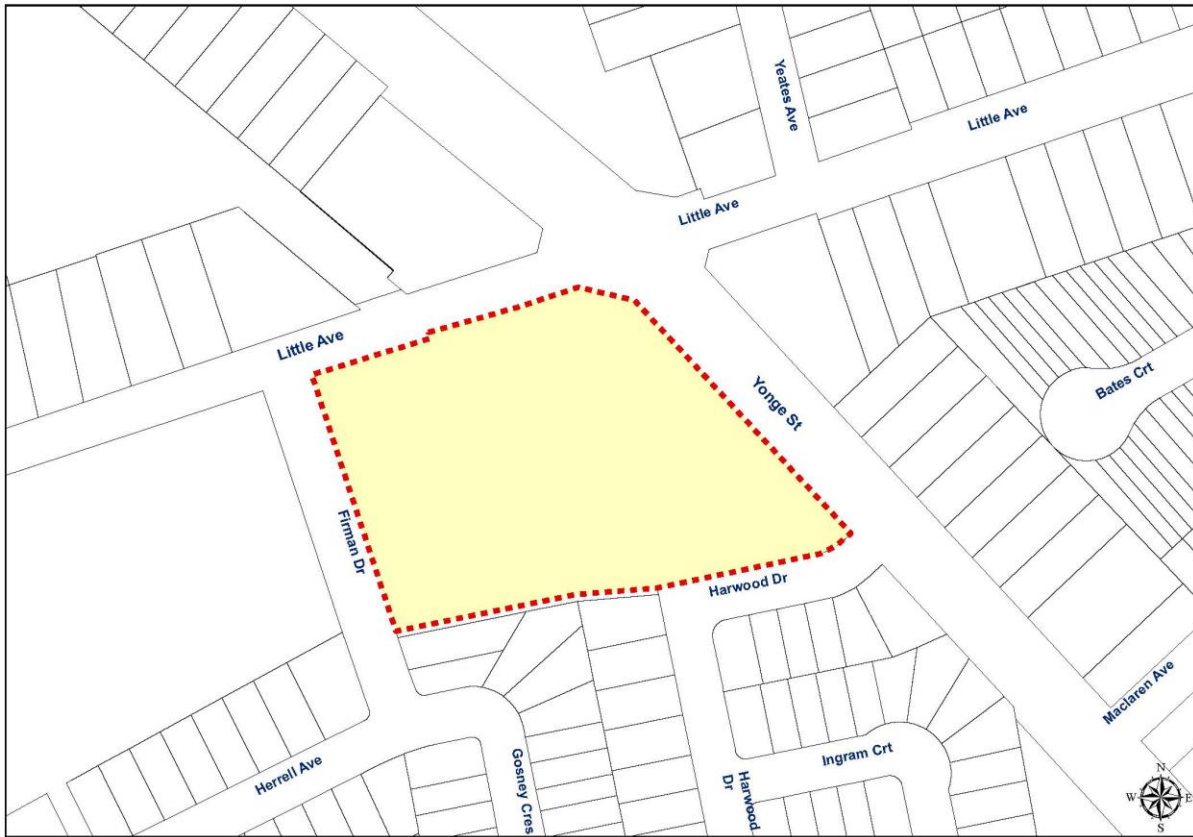 Yeates Ave
Little Ave
Little Ave
Little Ave
Yonge St
Bates Crt
Firman Dr
Harwood Dr
Maclaren Ave
Herrell Ave
Gosney Cres
Harwood
Dr
Ingram Crt
N
W
E
S